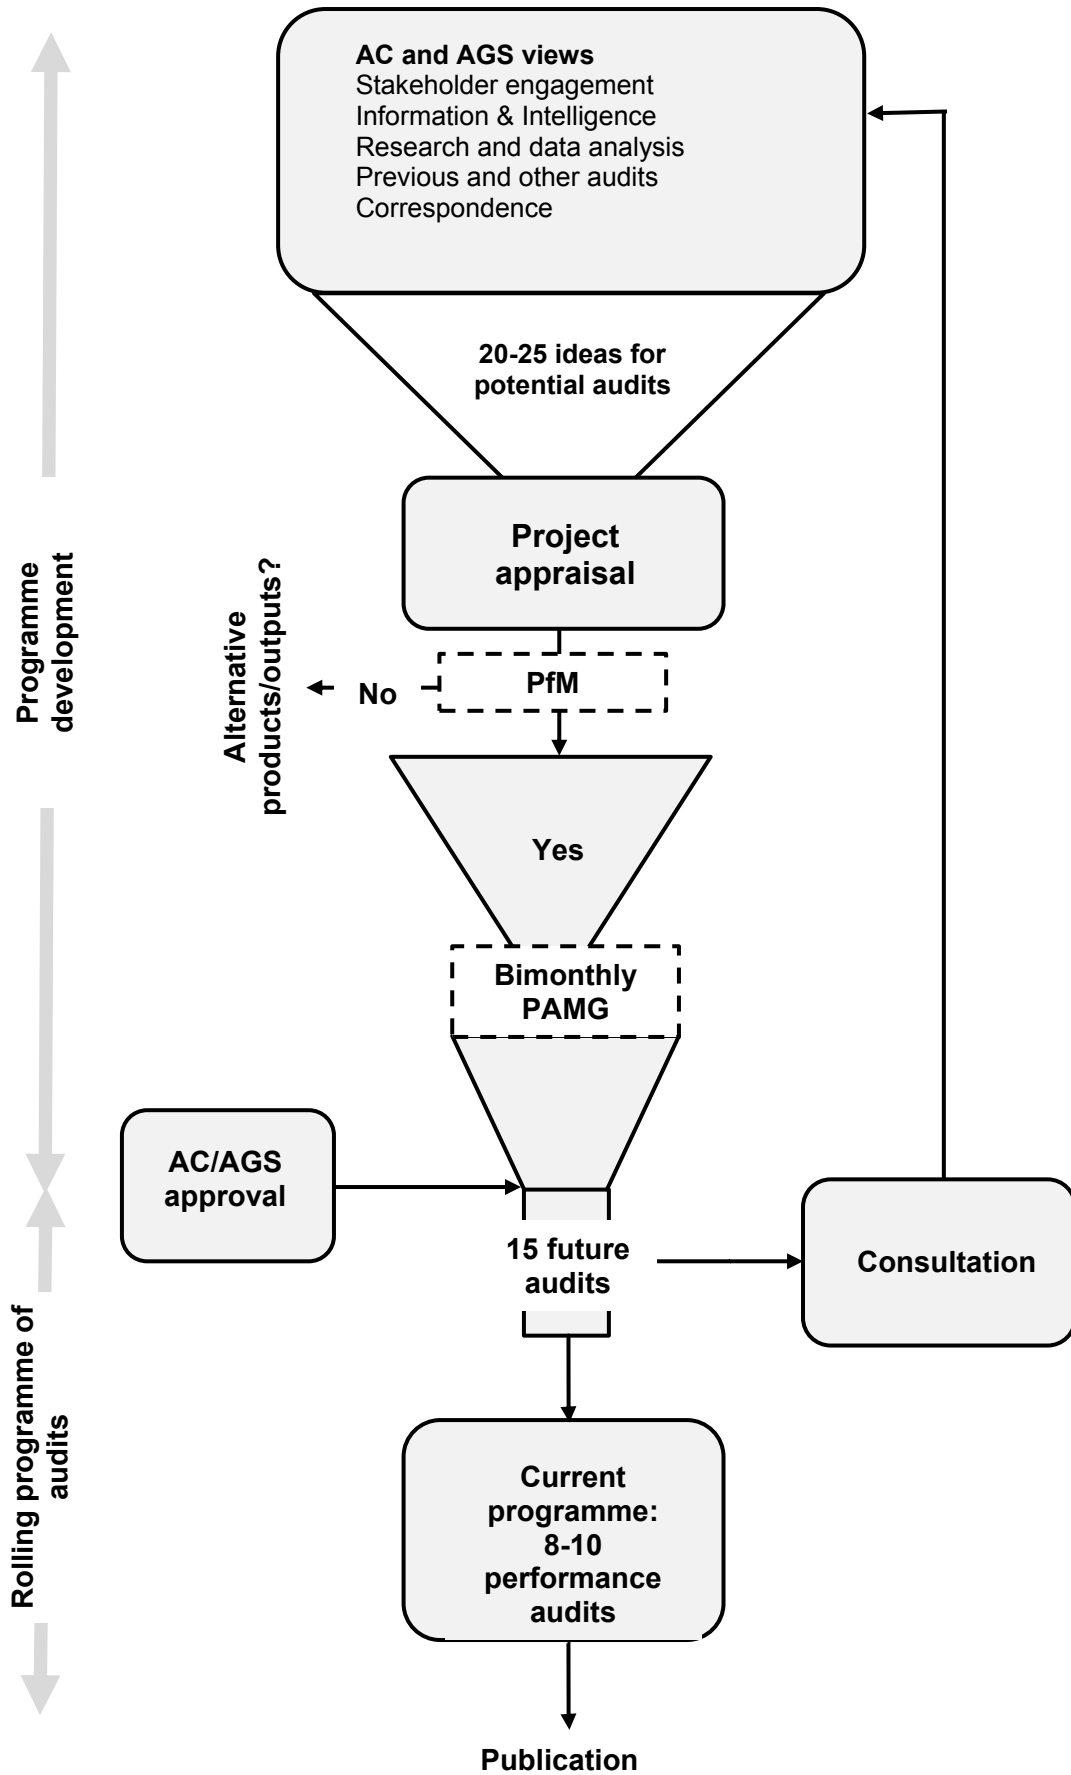 AC and AGS views
Stakeholder engagement
Information & Intelligence
Research and data analysis
Previous and other audits
Correspondence
20-25 ideas for
potential audits
Project
appraisal
Programme
development
Alternative
products/outputs?
No
PfM
Yes
Bimonthly
PAMG
AC/AGS
approval
15 future
audits
Consultation
Rolling programme of
audits
Current
programme:
8-10
performance
audits
Publication